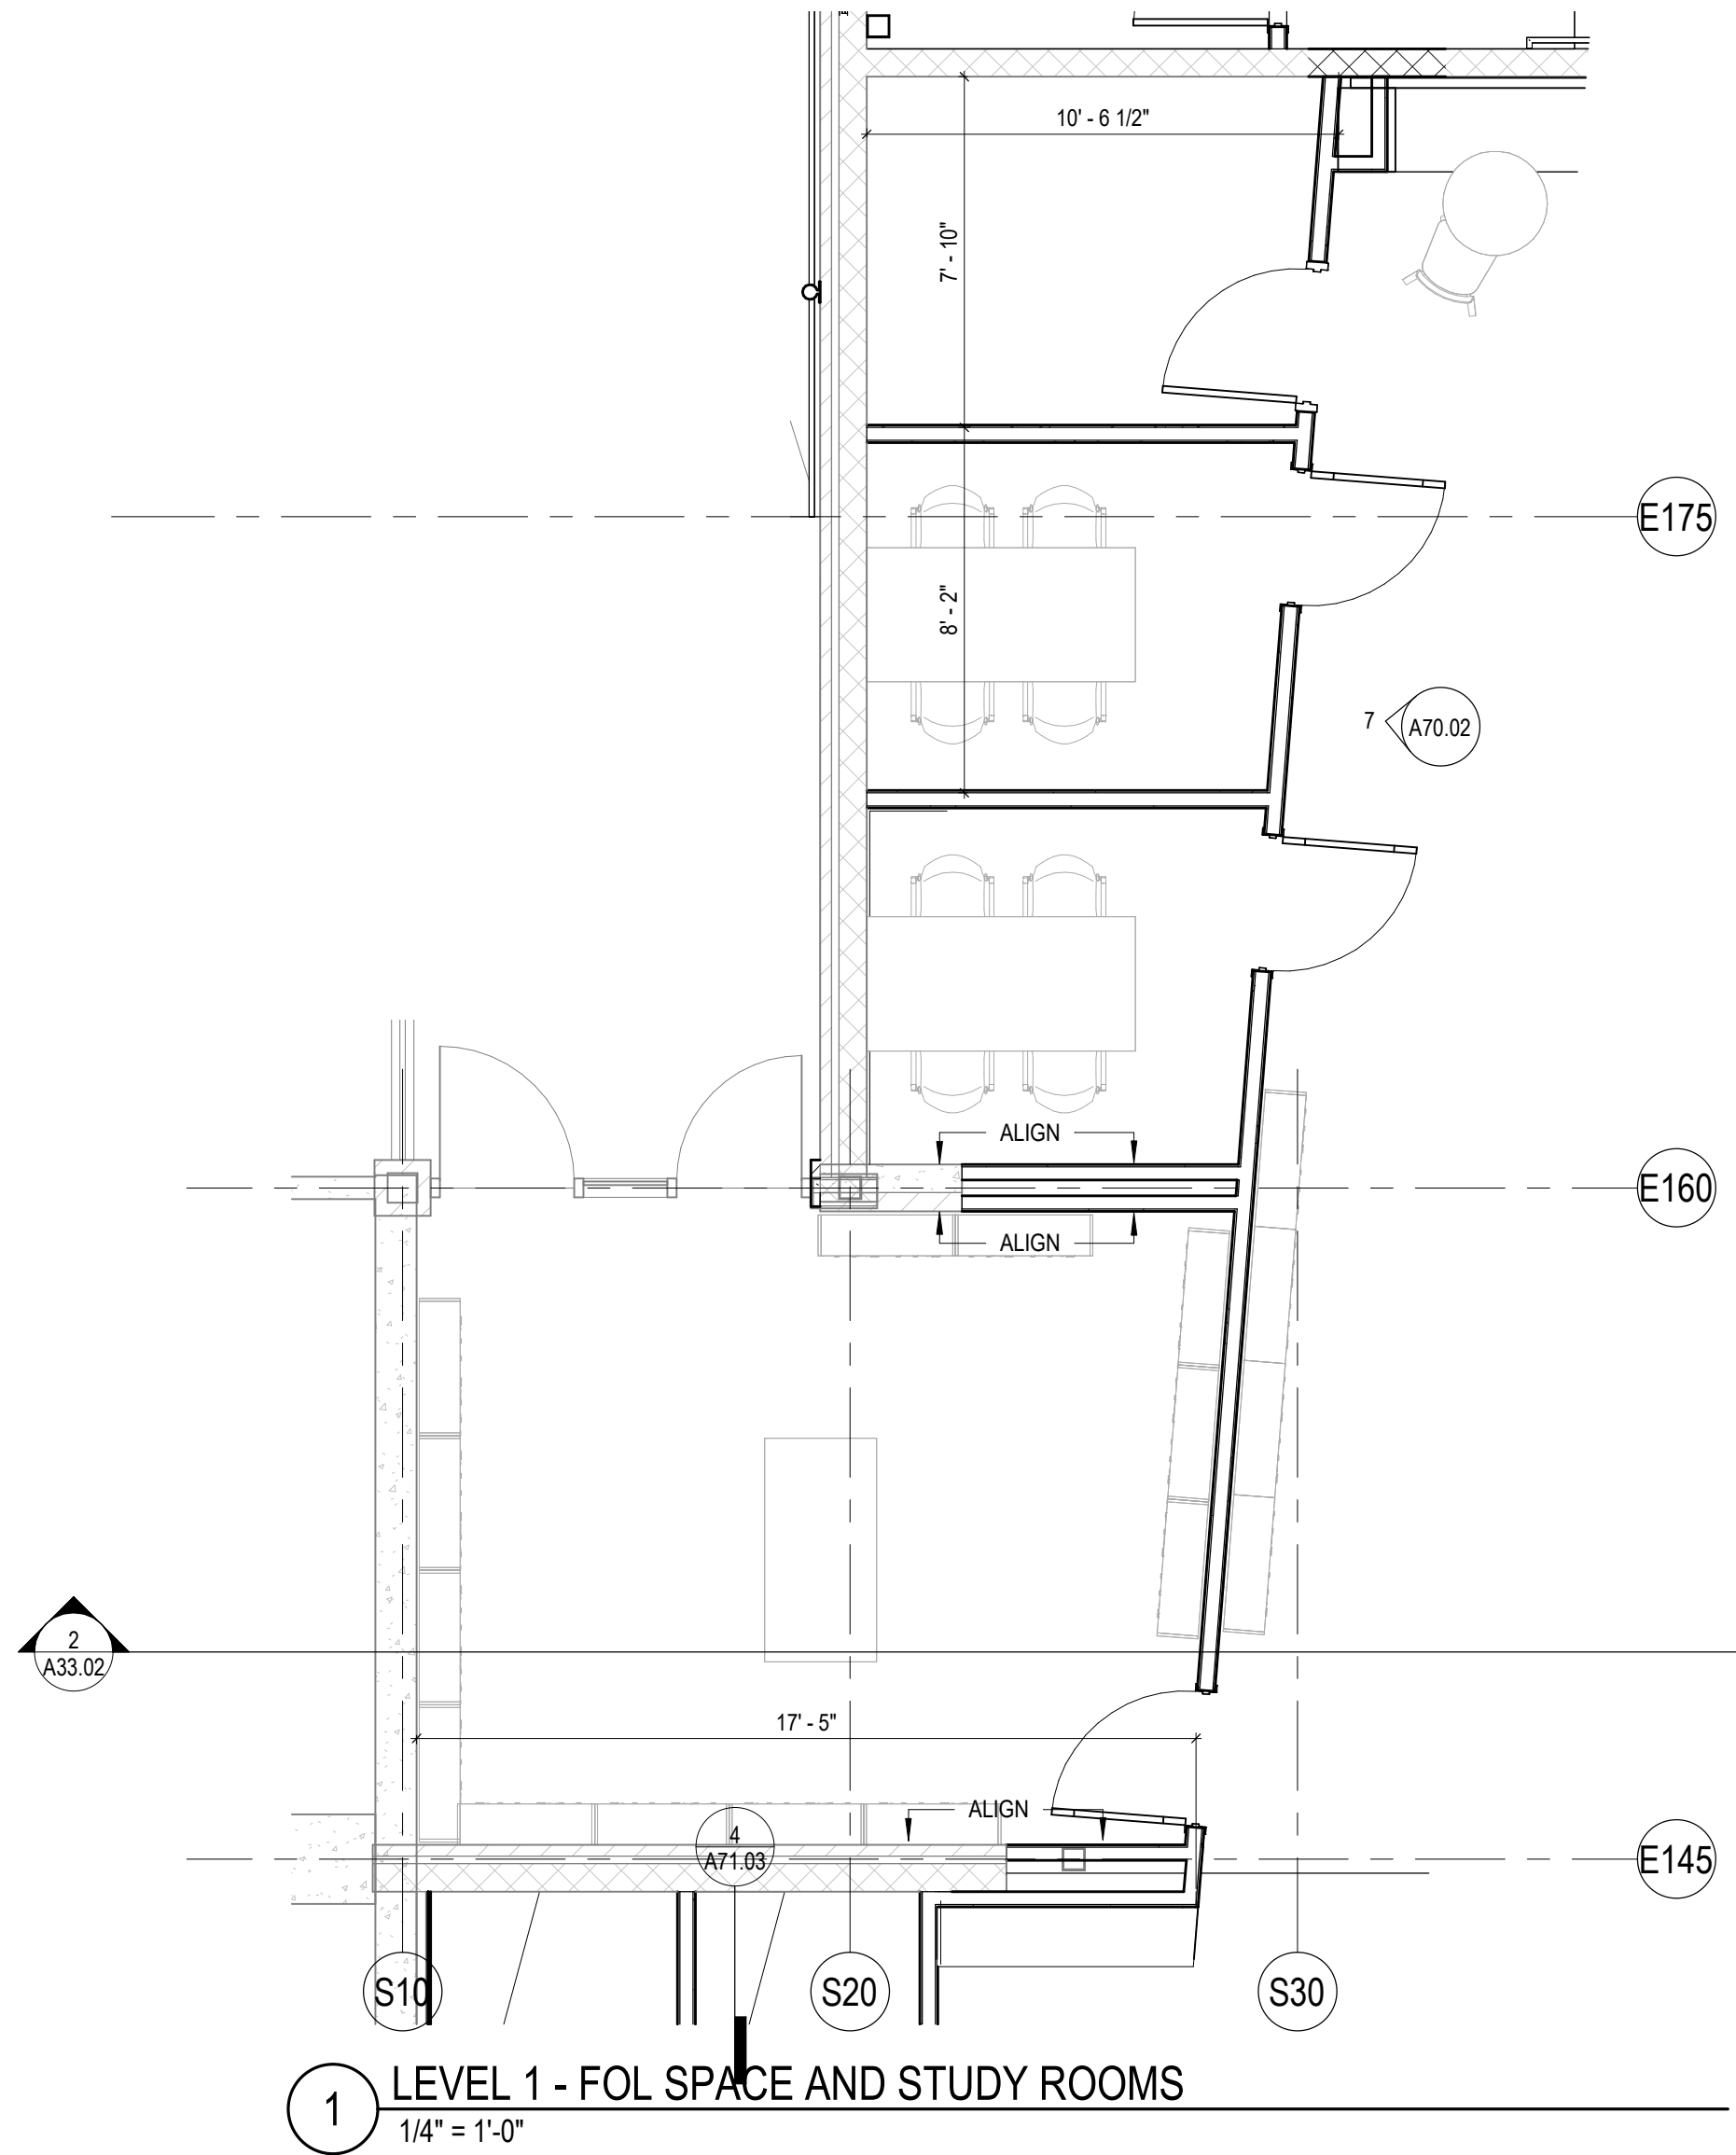 10' - 6 1/2"
7' - 10"
E175
8' - 2"
7
A70.02
ALIGN
E160
ALIGN
2
A33.02
17' - 5"
ALIGN
4
A71.03
E145
S10
S20
S30
1
LEVEL 1 - FOL SPACE AND STUDY ROOMS
1/4" = 1'-0"